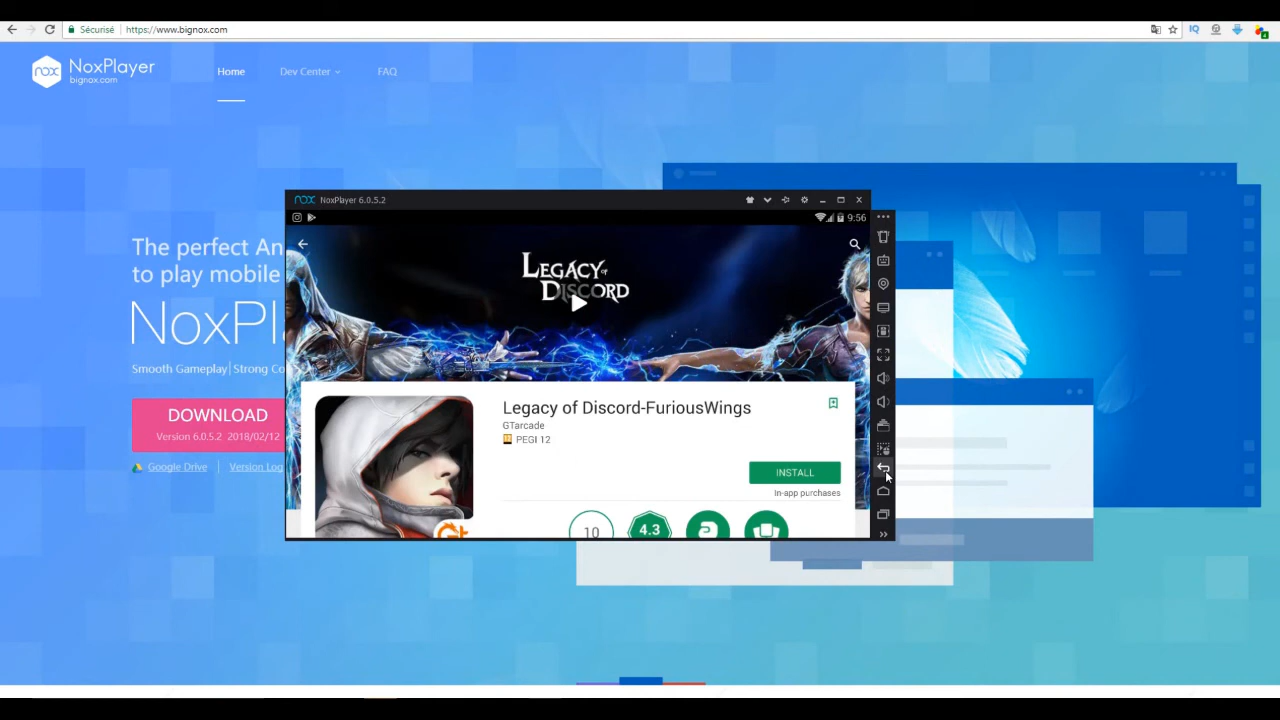 Sécurisé https://www.bignox.com
NoxPlayer
bignox.com
Home
Dev Center
FAQ
The perfect An
to play mobile
NoxPl
Smooth Gameplay|Strong Co
DOWNLOAD
Version 6.0.5.2 2018/02/12
Google Drive
Version Log
nox NoxPlayer 6.0.5.2
9:56
LEGACY OF
DISCORD
Legacy of Discord-FuriousWings
GTarcade
PEGI 12
INSTALL
In-app purchases
10
4.3
Gt